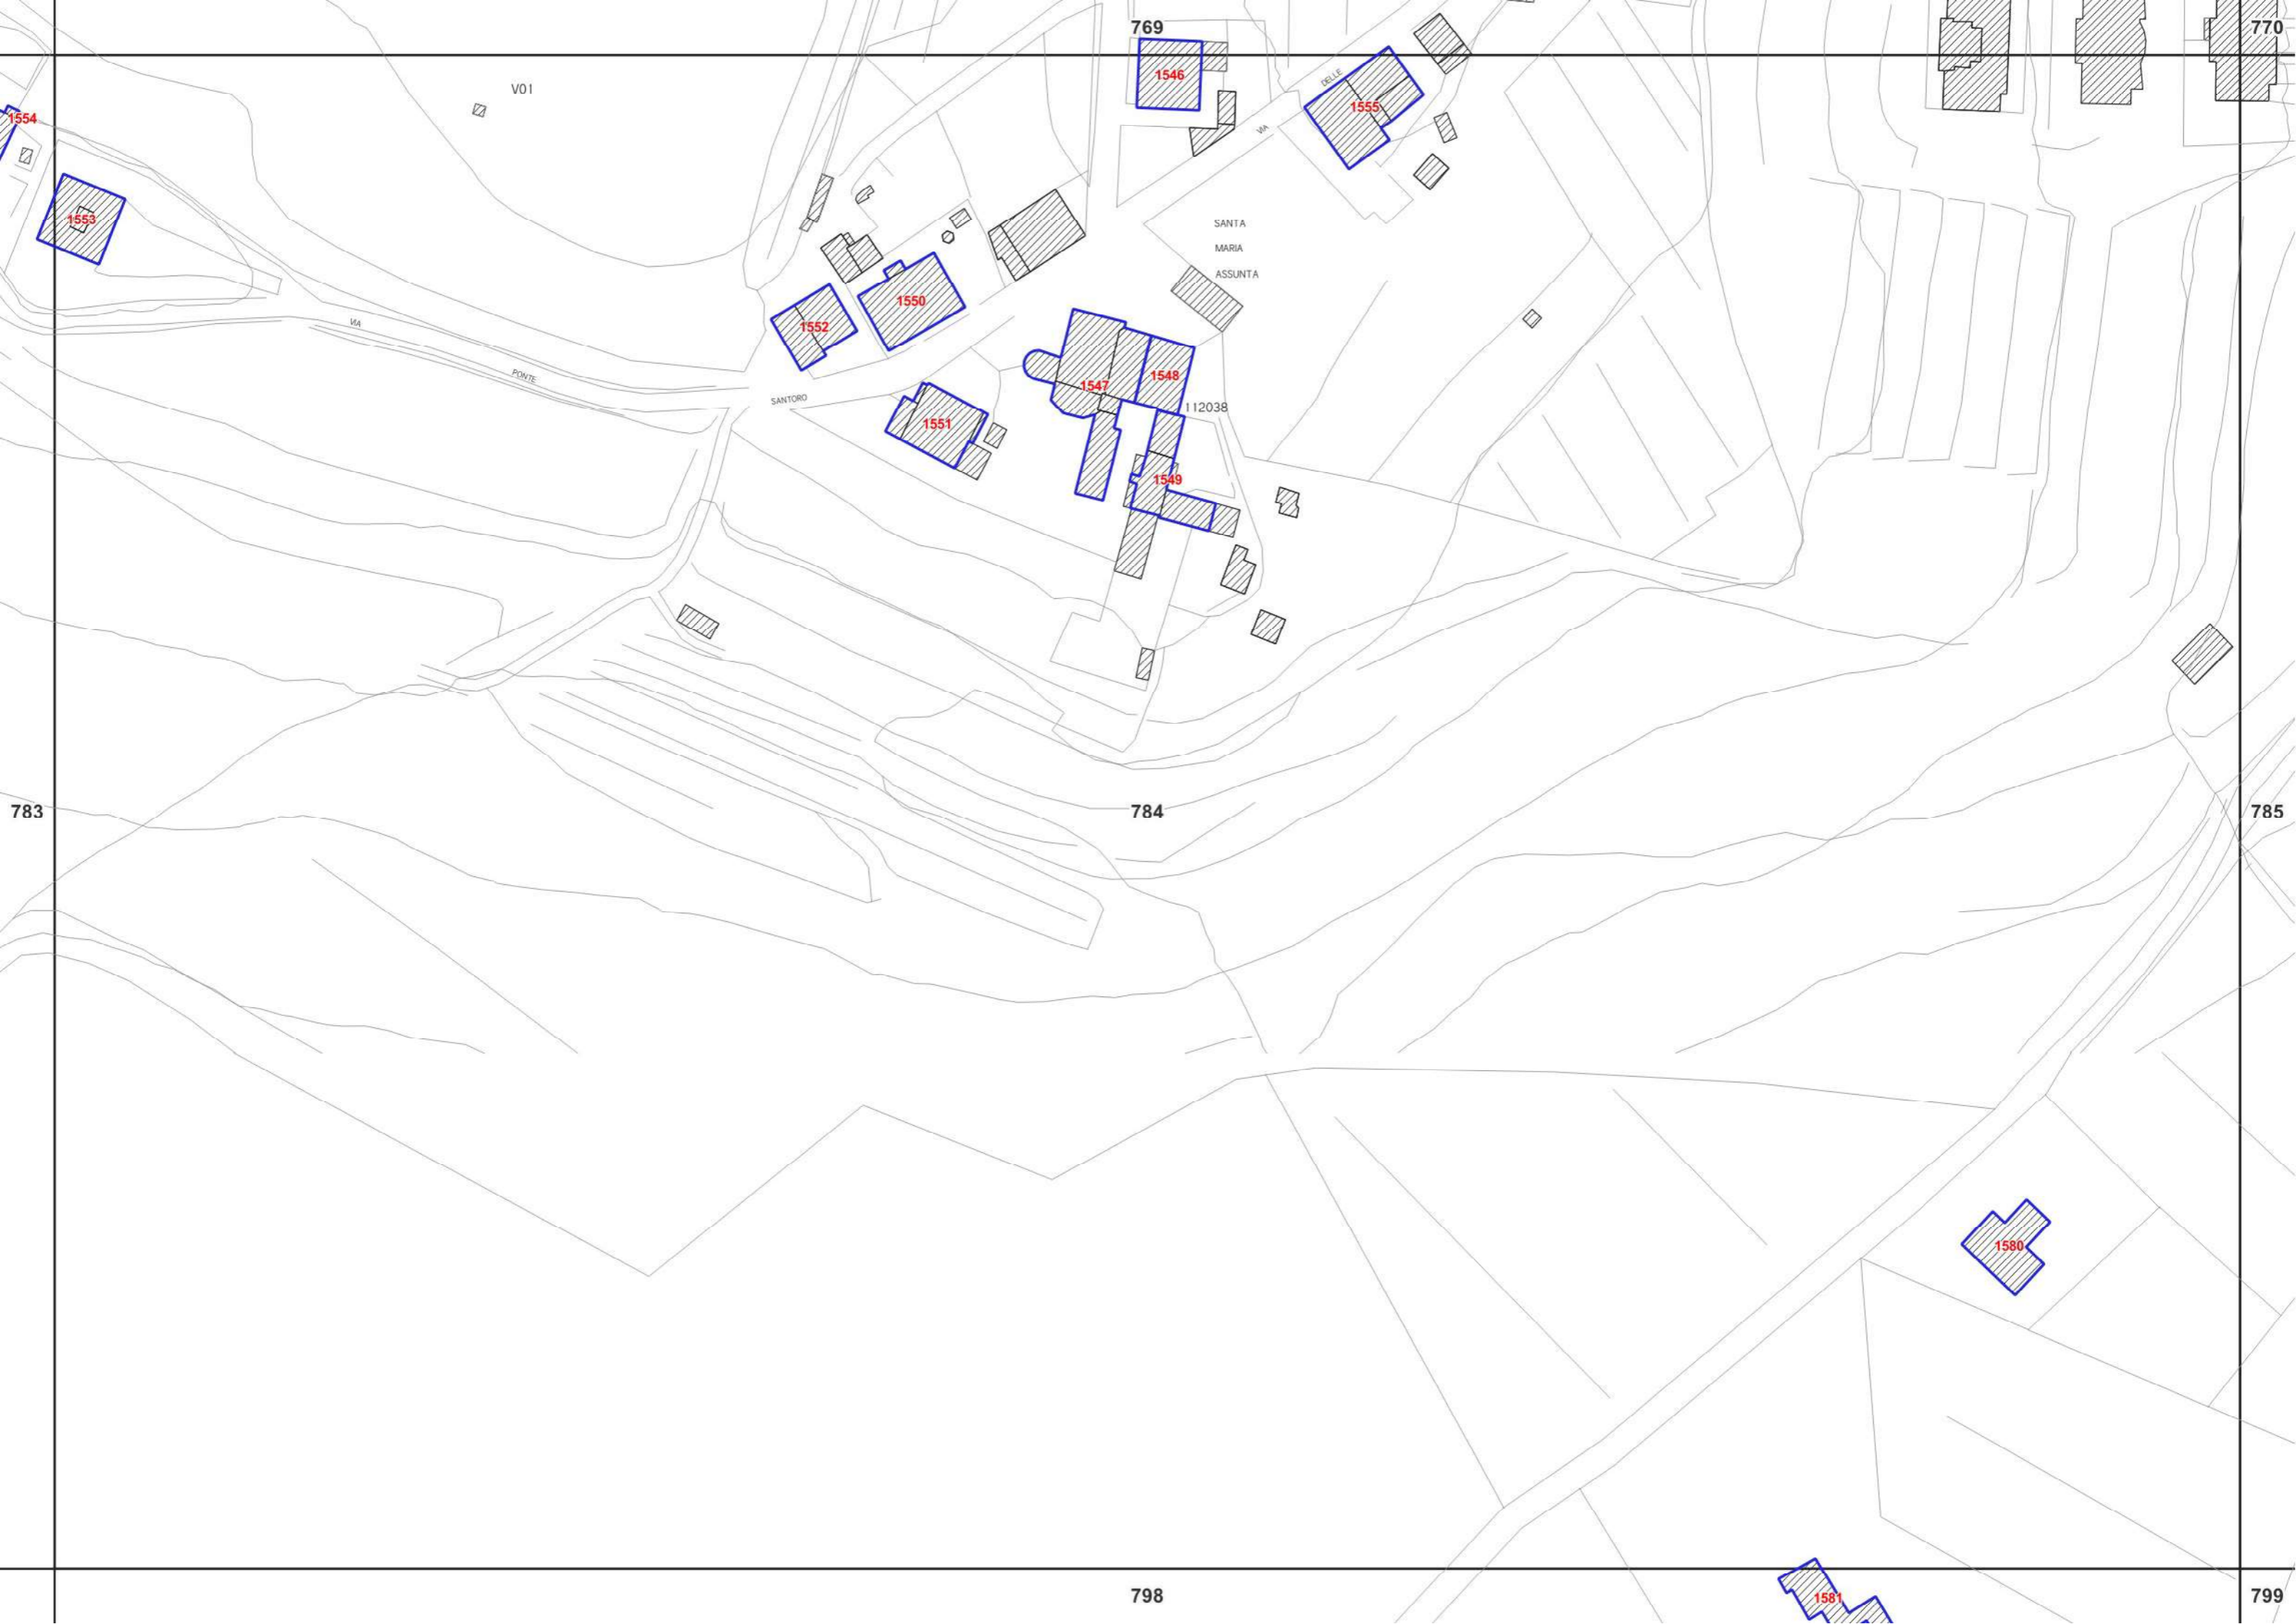 769
770
1546
V01
DELLE
1555
1554
VIA
1553
SANTA
MARIA
ASSUNTA
1550
VIA
1552
PONTE
1548
1547
SANTORO
112038
1551
1549
783
784
785
1580
798
1581
799